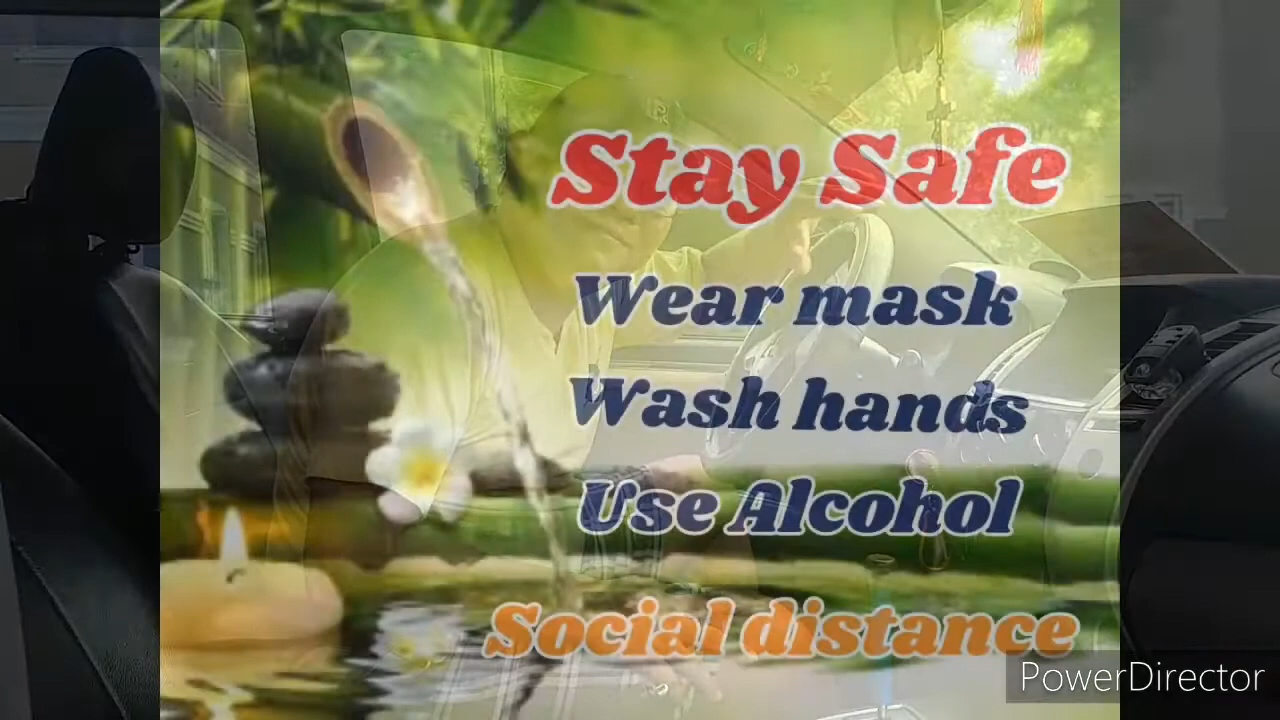 Stay Safe
Wear mask
Wash hands
Use Alcohol
Social distance
PowerDirector